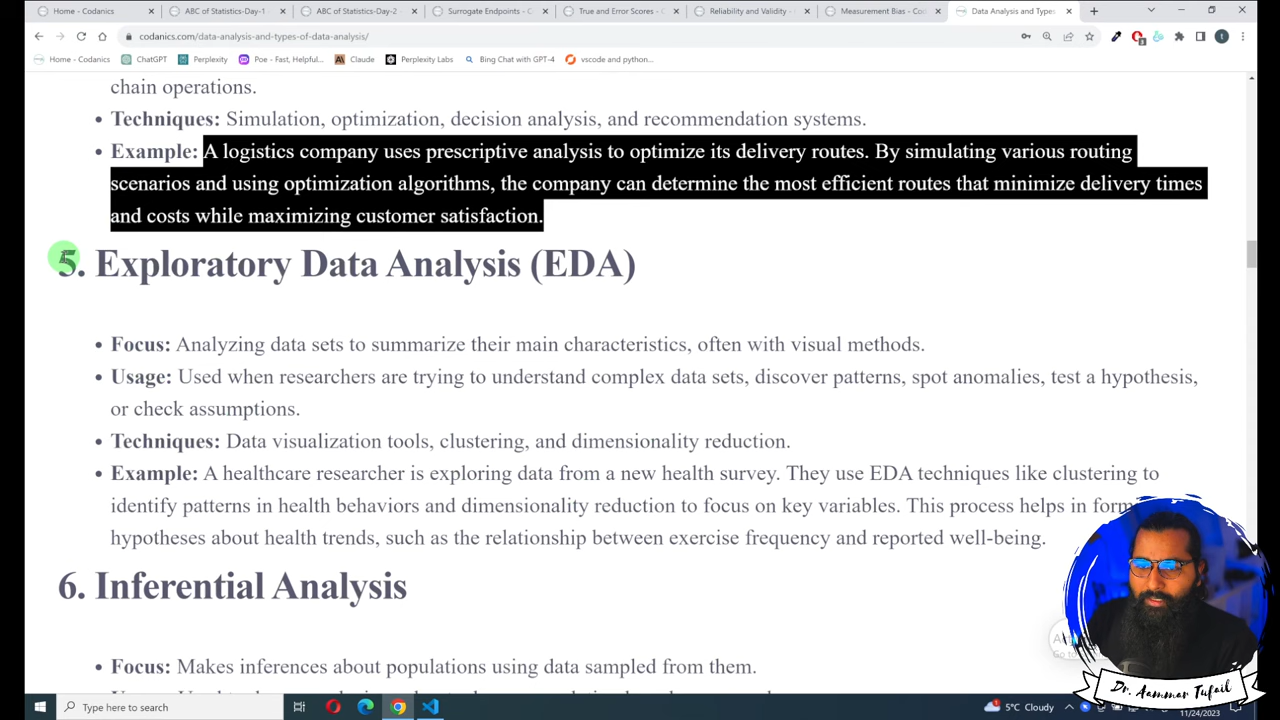 Home - Codanics
ABC of Statistics-Day-1
ABC of Statistics-Day-2 -
Surrogate Endpoints - C
True and Error Scores -
Reliability and Validity -
Measurement Bias - Co
Data Analysis and Types
codanics.com/data-analysis-and-types-of-data-analysis/
Home - Codanics
ChatGPT
Perplexity
Poe - Fast, Helpful...
Claude
Perplexity Labs
Bing Chat with GPT-4
vscode and python...
chain operations.
• Techniques: Simulation, optimization, decision analysis, and recommendation systems.
• Example: A logistics company uses prescriptive analysis to optimize its delivery routes. By simulating various routing
scenarios and using optimization algorithms, the company can determine the most efficient routes that minimize delivery times
and costs while maximizing customer satisfaction.
5. Exploratory Data Analysis (EDA)
• Focus: Analyzing data sets to summarize their main characteristics, often with visual methods.
• Usage: Used when researchers are trying to understand complex data sets, discover patterns, spot anomalies, test a hypothesis,
or check assumptions.
• Techniques: Data visualization tools, clustering, and dimensionality reduction.
• Example: A healthcare researcher is exploring data from a new health survey. They use EDA techniques like clustering to
identify patterns in health behaviors and dimensionality reduction to focus on key variables. This process helps in form
hypotheses about health trends, such as the relationship between exercise frequency and reported well-being.
6. Inferential Analysis
• Focus: Makes inferences about populations using data sampled from them.
Dr. Aammar Tufail
Type here to search
5°C Cloudy
11/24/2023